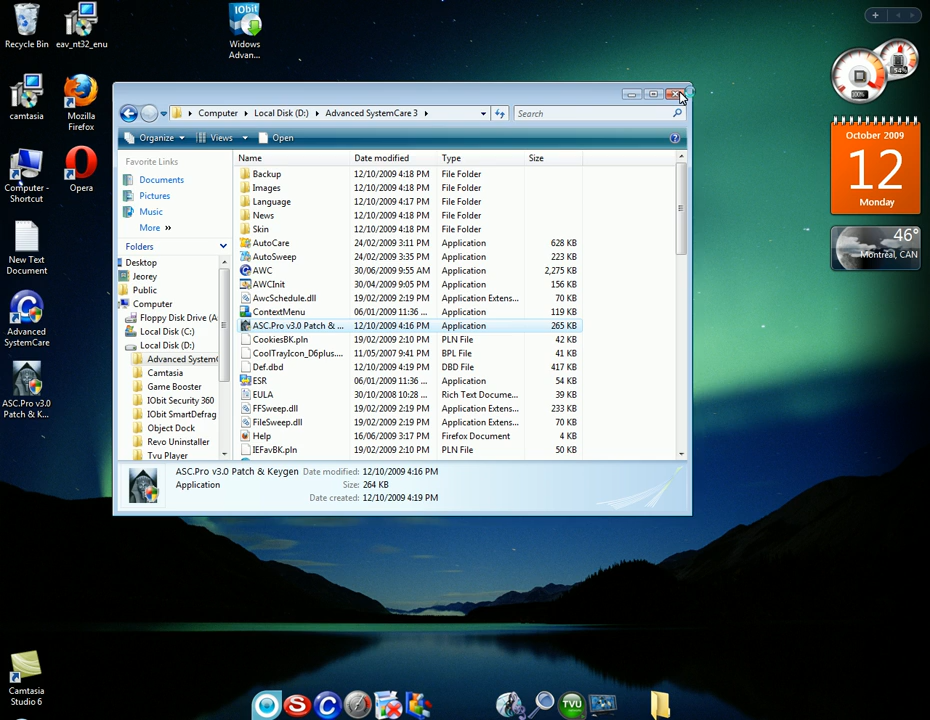 Recycle Bin
eav_nt32_enu
IObit
Widows
Advan...
camtasia
Mozilla
Firefox
Computer -
Shortcut
Opera
New Text
Document
Advanced
SystemCare
ASC.Pro v3.0
Patch & K...
Camtasia
Studio 6
Computer
Local Disk (D:)
Advanced SystemCare 3
Search
Organize
Views
Open
Favorite Links
Documents
Pictures
Music
More »
Folders
Desktop
Jeorey
Public
Computer
Floppy Disk Drive (A
Local Disk (C:)
Local Disk (D:)
Advanced System
Camtasia
Game Booster
IObit Security 360
IObit SmartDefrag
Object Dock
Revo Uninstaller
Tvu Player
Name Date modified Type Size
Backup 12/10/2009 4:18 PM File Folder
Images 12/10/2009 4:18 PM File Folder
Language 12/10/2009 4:17 PM File Folder
News 12/10/2009 4:18 PM File Folder
Skin 12/10/2009 4:18 PM File Folder
AutoCare 24/02/2009 3:11 PM Application 628 KB
AutoSweep 24/02/2009 3:35 PM Application 223 KB
AWC 30/06/2009 9:55 AM Application 2,275 KB
AWCInit 30/04/2009 9:05 PM Application 156 KB
AwcSchedule.dll 19/02/2009 2:19 PM Application Extens... 70 KB
ContextMenu 06/01/2009 11:36 ... Application 119 KB
ASC.Pro v3.0 Patch & ... 12/10/2009 4:16 PM Application 265 KB
CookiesBK.pln 19/02/2009 2:10 PM PLN File 42 KB
CoolTrayIcon_D6plus.... 11/05/2007 9:41 PM BPL File 41 KB
Def.dbd 12/10/2009 4:19 PM DBD File 417 KB
ESR 06/01/2009 11:36 ... Application 54 KB
EULA 30/10/2008 10:28 ... Rich Text Docume... 39 KB
FFSweep.dll 19/02/2009 2:19 PM Application Extens... 233 KB
FileSweep.dll 19/02/2009 2:19 PM Application Extens... 70 KB
Help 16/06/2009 3:17 PM Firefox Document 4 KB
IEFavBK.pln 19/02/2009 2:10 PM PLN File 50 KB
ASC.Pro v3.0 Patch & Keygen Date modified: 12/10/2009 4:16 PM
Application Size: 264 KB
Date created: 12/10/2009 4:19 PM
54%
100%
October 2009
12
Monday
46°
Montréal, CAN
TVU